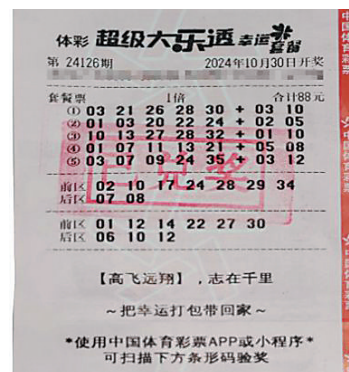 体彩 超级大乐透 幸运 套餐
第 24126期 2024年10月30日开奖
套餐票 1倍 合计88元
① 03 21 26 28 30 + 03 10
② 01 03 20 22 24 + 02 05
③ 10 13 27 28 32 + 01 10
④ 01 07 11 13 21 + 05 08
⑤ 03 07 09 24 35 + 03 12
已兑奖
前区 02 10 17 24 28 29 34
后区 07 08
前区 01 12 14 22 27 30
后区 06 10 12
【高飞远翔】,志在千里
~把幸运打包带回家~
*使用中国体育彩票APP或小程序*
可扫描下方条形码验奖